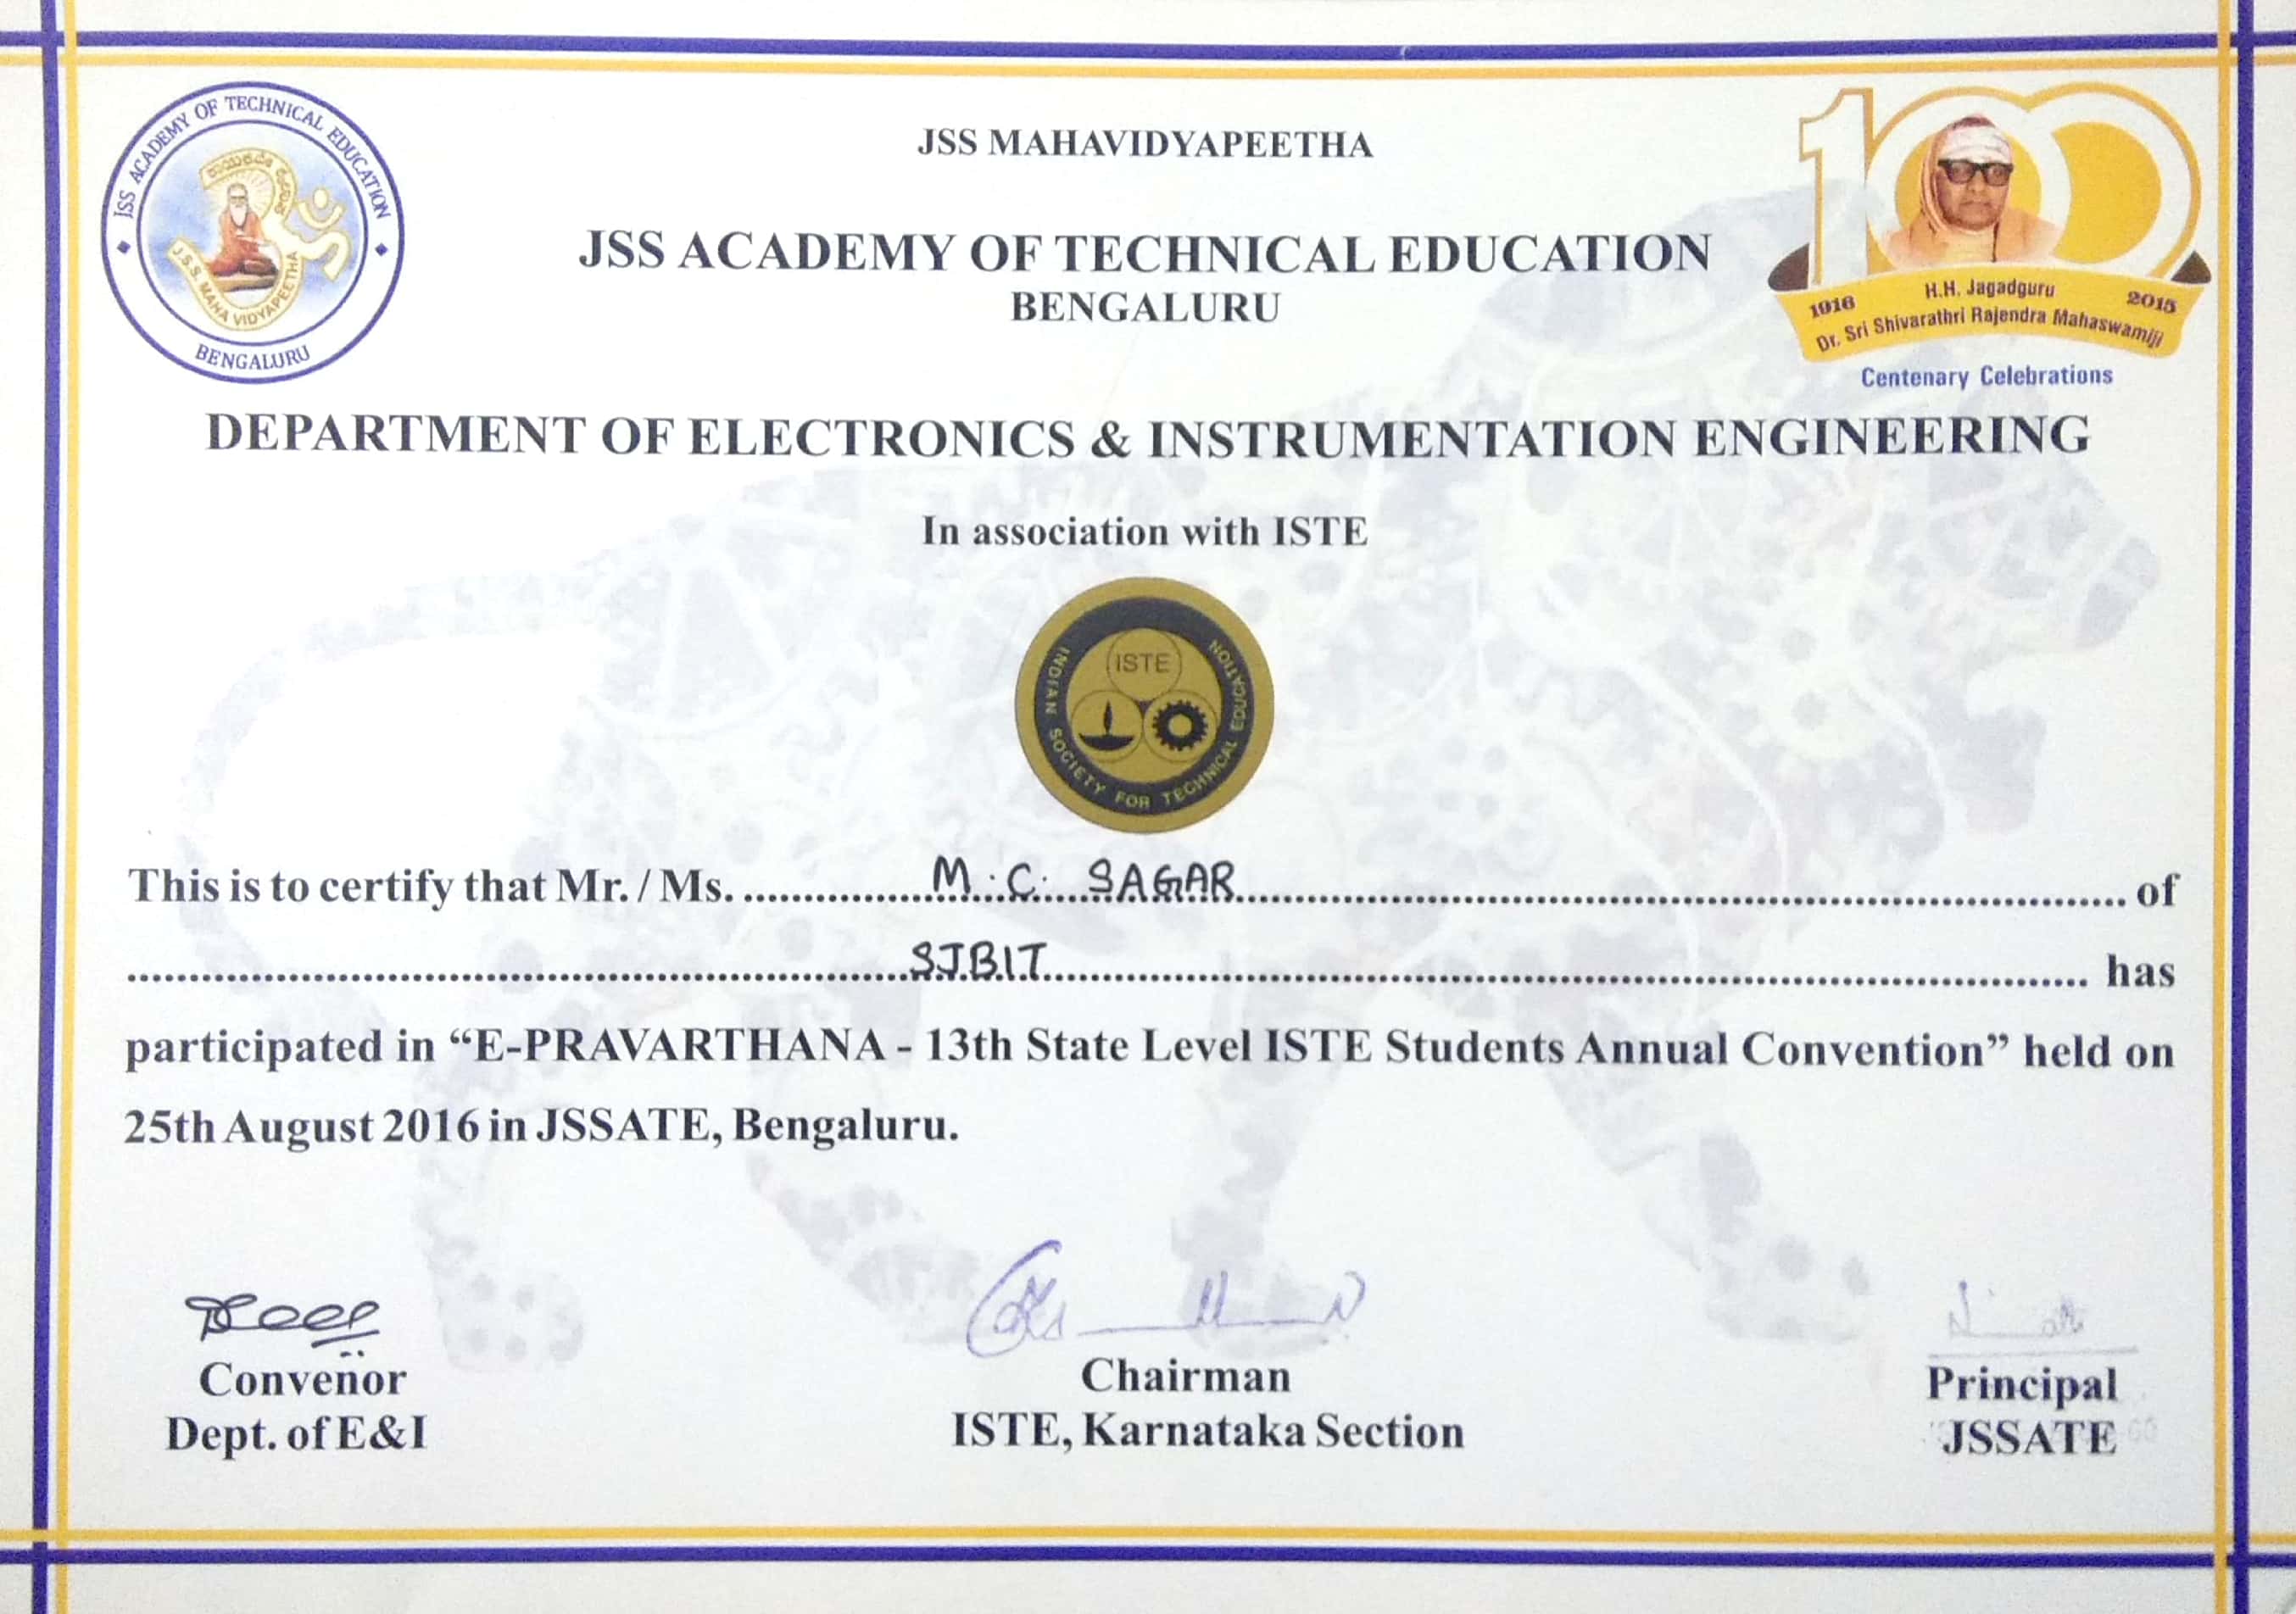 JSS ACADEMY OF TECHNICAL EDUCATION
J.S.S. MAHA VIDYAPEETHA
BENGALURU
JSS MAHAVIDYAPEETHA
JSS ACADEMY OF TECHNICAL EDUCATION
BENGALURU
100
1916 H.H. Jagadguru 2015
Dr. Sri Shivarathri Rajendra Mahaswamiji
Centenary Celebrations
DEPARTMENT OF ELECTRONICS & INSTRUMENTATION ENGINEERING
In association with ISTE
ISTE
INDIAN SOCIETY FOR TECHNICAL EDUCATION
This is to certify that Mr. / Ms. M. C. SAGAR of
SJBIT has
participated in “E-PRAVARTHANA - 13th State Level ISTE Students Annual Convention” held on
25th August 2016 in JSSATE, Bengaluru.
Convenor
Dept. of E&I
Chairman
ISTE, Karnataka Section
Principal
JSSATE